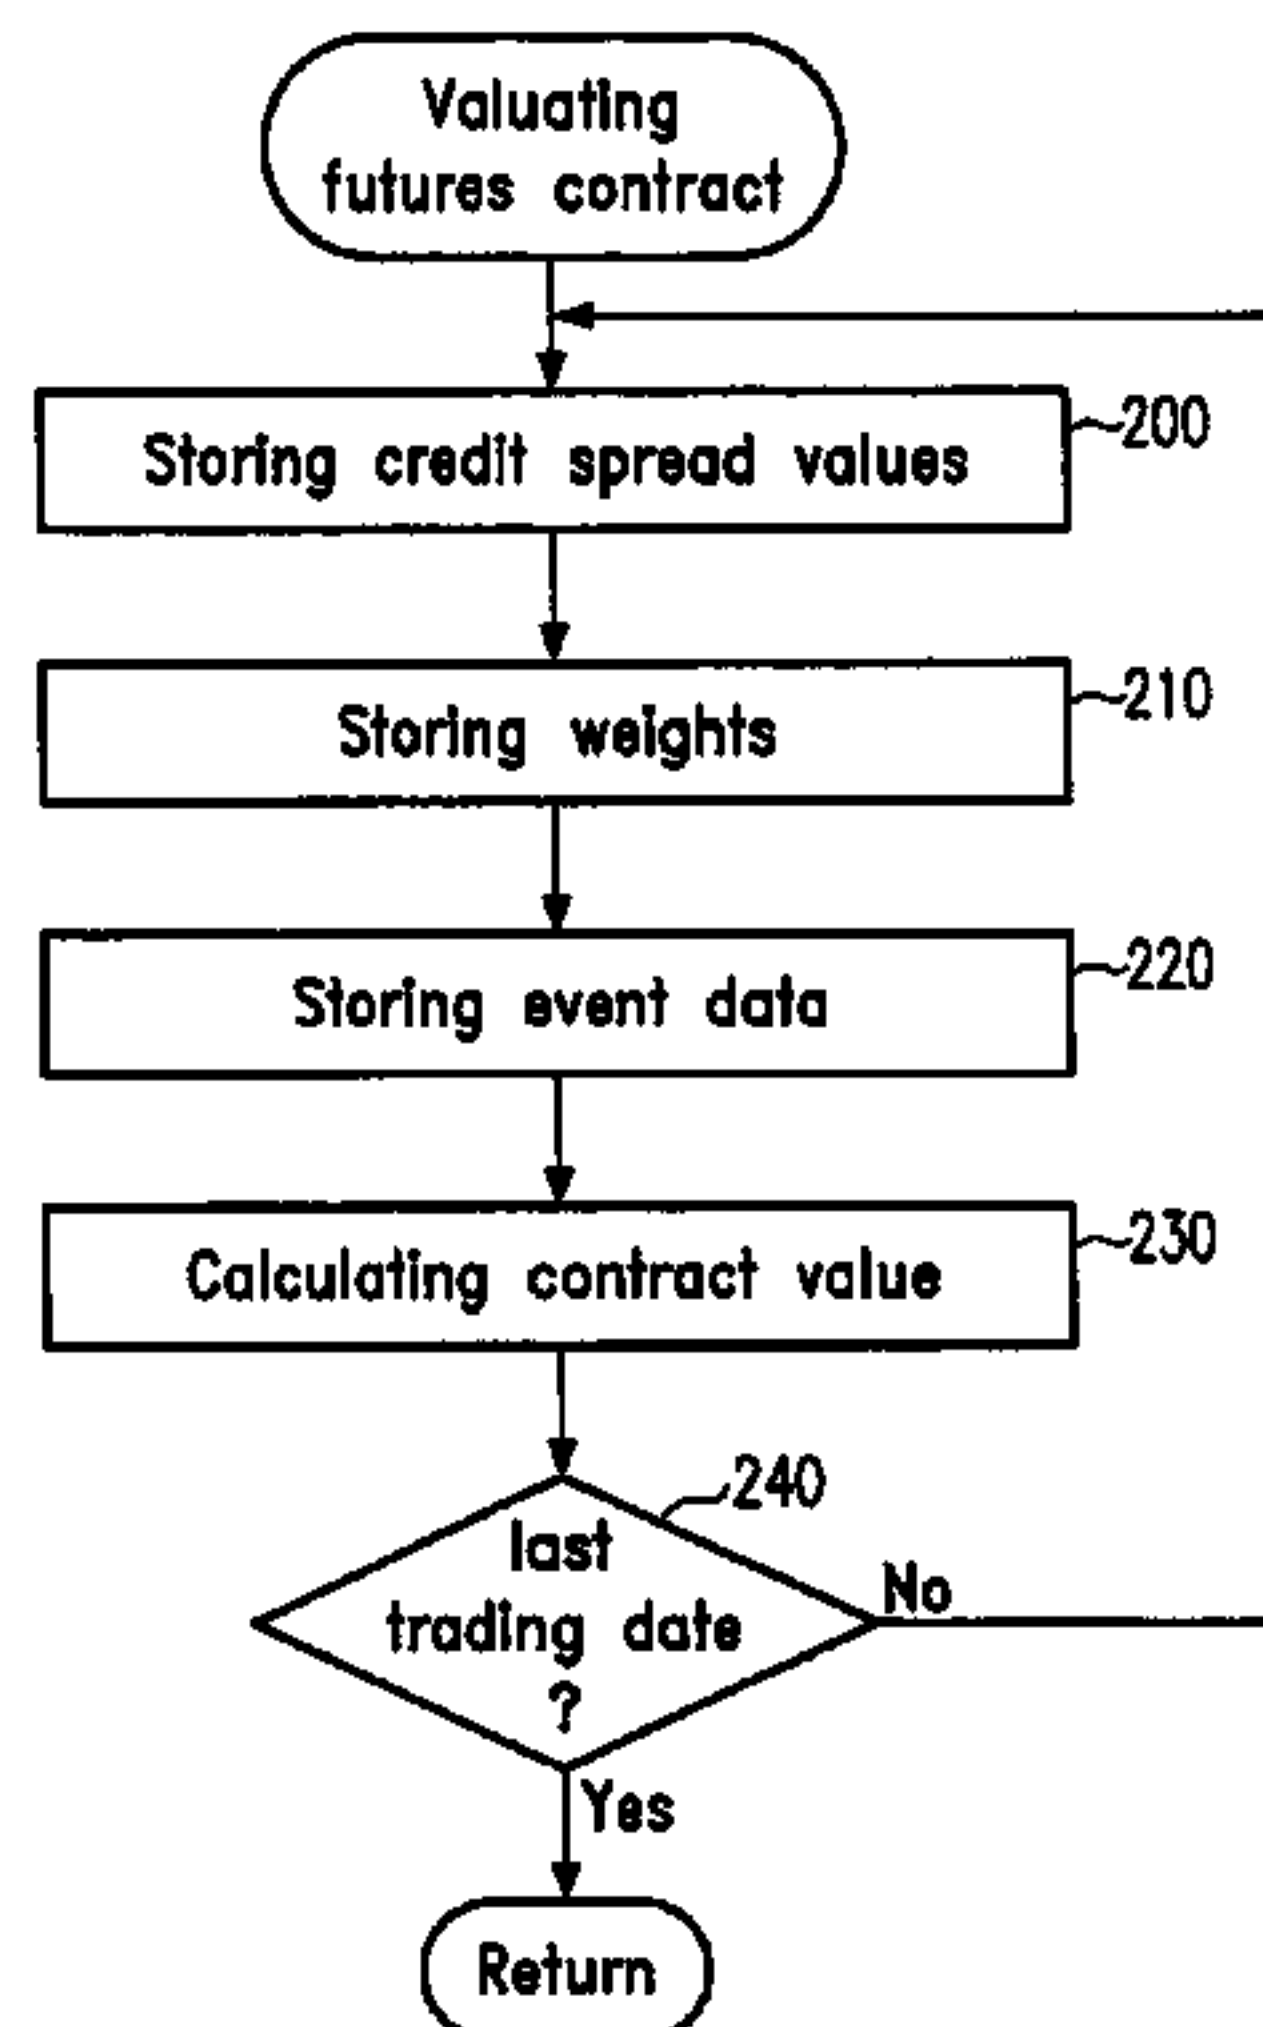 Valuating
futures contract
Storing credit spread values
200
Storing weights
210
Storing event data
220
Calculating contract value
230
240
last
trading date
?
No
Yes
Return